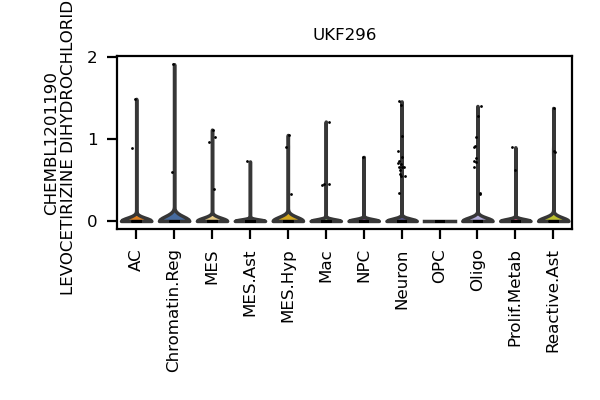 UKF296
CHEMBL1201190
LEVOCETIRIZINE DIHYDROCHLORID
2
1
0
AC
Chromatin.Reg
MES
MES.Ast
MES.Hyp
Mac
NPC
Neuron
OPC
Oligo
Prolif.Metab
Reactive.Ast